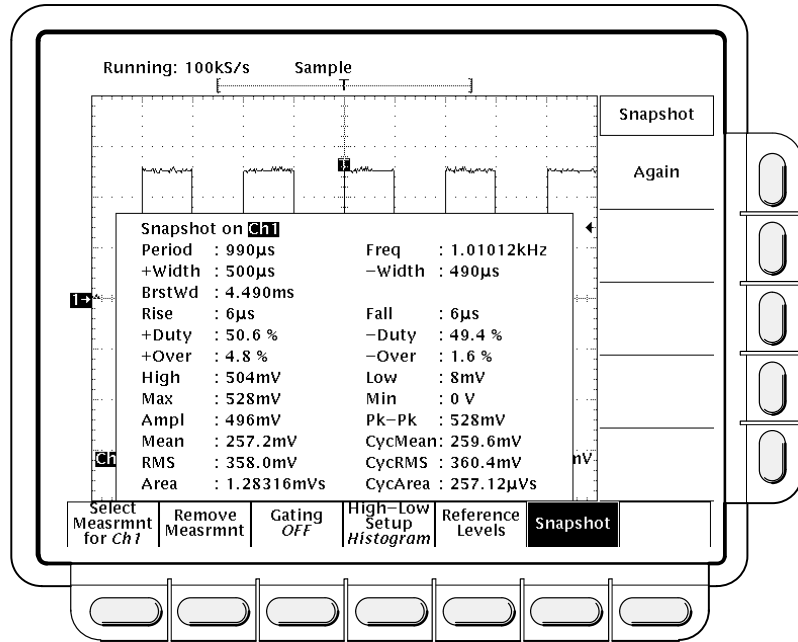 Running: 100kS/s Sample
T
Snapshot
Again
1→
Snapshot on Ch1
Period : 990µs Freq : 1.01012kHz
+Width : 500µs −Width : 490µs
BrstWd : 4.490ms
Rise : 6µs Fall : 6µs
+Duty : 50.6 % −Duty : 49.4 %
+Over : 4.8 % −Over : 1.6 %
High : 504mV Low : 8mV
Max : 528mV Min : 0 V
Ampl : 496mV Pk−Pk : 528mV
Mean : 257.2mV CycMean: 259.6mV
Ch mV
RMS : 358.0mV CycRMS : 360.4mV
Area : 1.28316mVs CycArea : 257.12µVs
Select
Measrmnt
for Ch1
Remove
Measrmnt
Gating
OFF
High−Low
Setup
Histogram
Reference
Levels
Snapshot